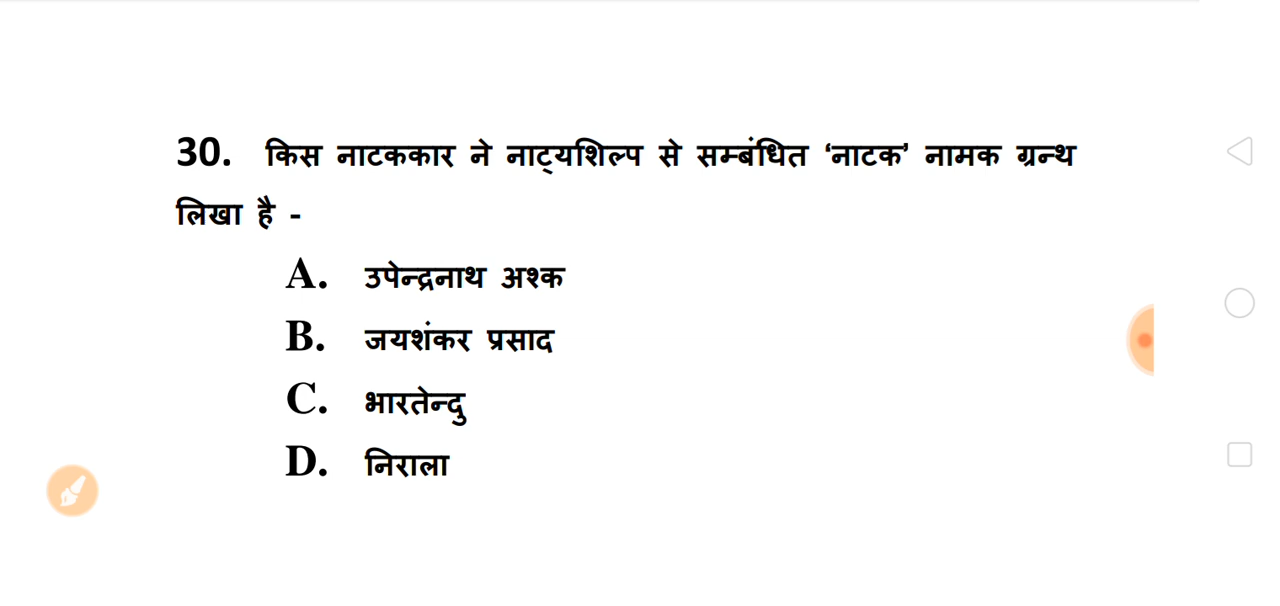 30. किस नाटककार ने नाट्यशिल्प से सम्बंधित ‘नाटक’ नामक ग्रन्थ
लिखा है -
A. उपेन्द्रनाथ अश्क
B. जयशंकर प्रसाद
C. भारतेन्दु
D. निराला